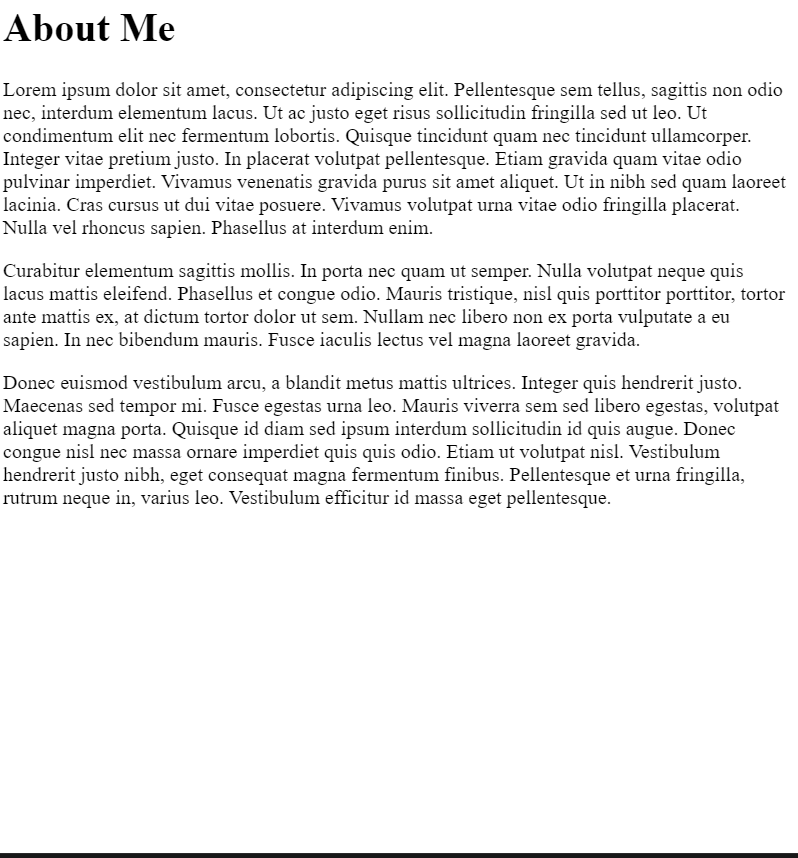 About Me
Lorem ipsum dolor sit amet, consectetur adipiscing elit. Pellentesque sem tellus, sagittis non odio
nec, interdum elementum lacus. Ut ac justo eget risus sollicitudin fringilla sed ut leo. Ut
condimentum elit nec fermentum lobortis. Quisque tincidunt quam nec tincidunt ullamcorper.
Integer vitae pretium justo. In placerat volutpat pellentesque. Etiam gravida quam vitae odio
pulvinar imperdiet. Vivamus venenatis gravida purus sit amet aliquet. Ut in nibh sed quam laoreet
lacinia. Cras cursus ut dui vitae posuere. Vivamus volutpat urna vitae odio fringilla placerat.
Nulla vel rhoncus sapien. Phasellus at interdum enim.
Curabitur elementum sagittis mollis. In porta nec quam ut semper. Nulla volutpat neque quis
lacus mattis eleifend. Phasellus et congue odio. Mauris tristique, nisl quis porttitor porttitor, tortor
ante mattis ex, at dictum tortor dolor ut sem. Nullam nec libero non ex porta vulputate a eu
sapien. In nec bibendum mauris. Fusce iaculis lectus vel magna laoreet gravida.
Donec euismod vestibulum arcu, a blandit metus mattis ultrices. Integer quis hendrerit justo.
Maecenas sed tempor mi. Fusce egestas urna leo. Mauris viverra sem sed libero egestas, volutpat
aliquet magna porta. Quisque id diam sed ipsum interdum sollicitudin id quis augue. Donec
congue nisl nec massa ornare imperdiet quis quis odio. Etiam ut volutpat nisl. Vestibulum
hendrerit justo nibh, eget consequat magna fermentum finibus. Pellentesque et urna fringilla,
rutrum neque in, varius leo. Vestibulum efficitur id massa eget pellentesque.